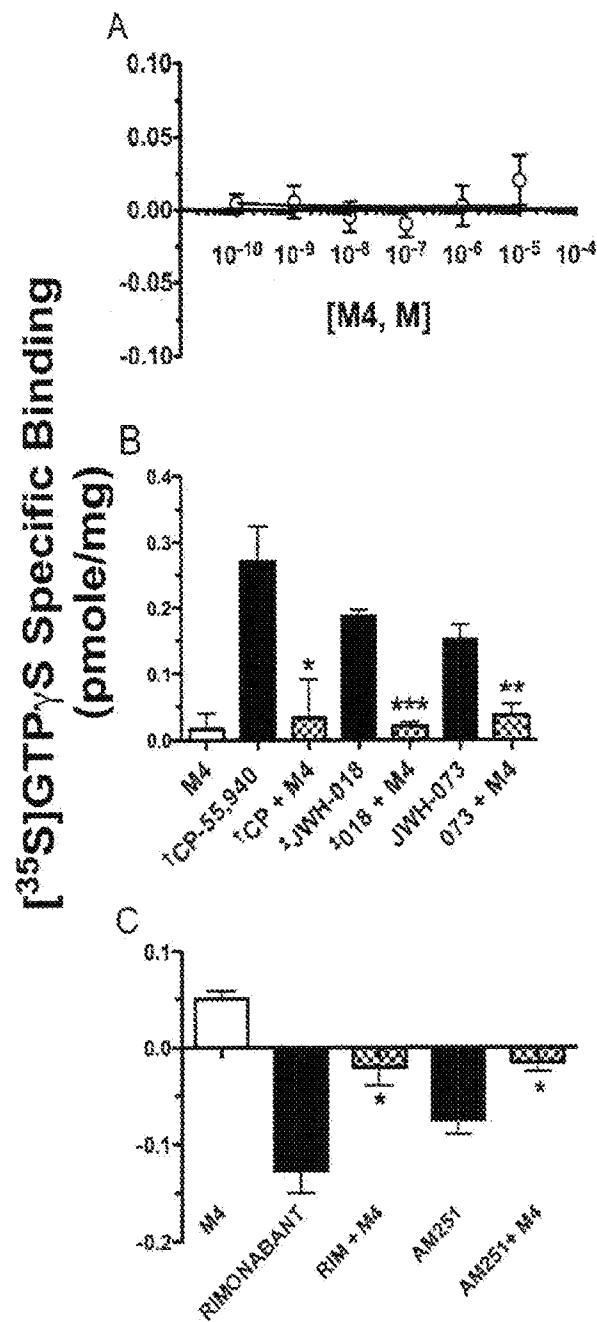 [³⁵S]GTPγS Specific Binding
(pmole/mg)
A
0.10
0.05
0.00
-0.05
-0.10
10⁻¹⁰ 10⁻⁹ 10⁻⁸ 10⁻⁷ 10⁻⁶ 10⁻⁵ 10⁻⁴
[M4, M]
B
0.4
0.3
0.2
0.1
0.0
* *** **
M4
†CP-55,940
†CP + M4
‡JWH-018
‡018 + M4
JWH-073
073 + M4
C
0.1
0.0
-0.1
-0.2
* *
M4
RIMONABANT
RIM + M4
AM251
AM251+ M4